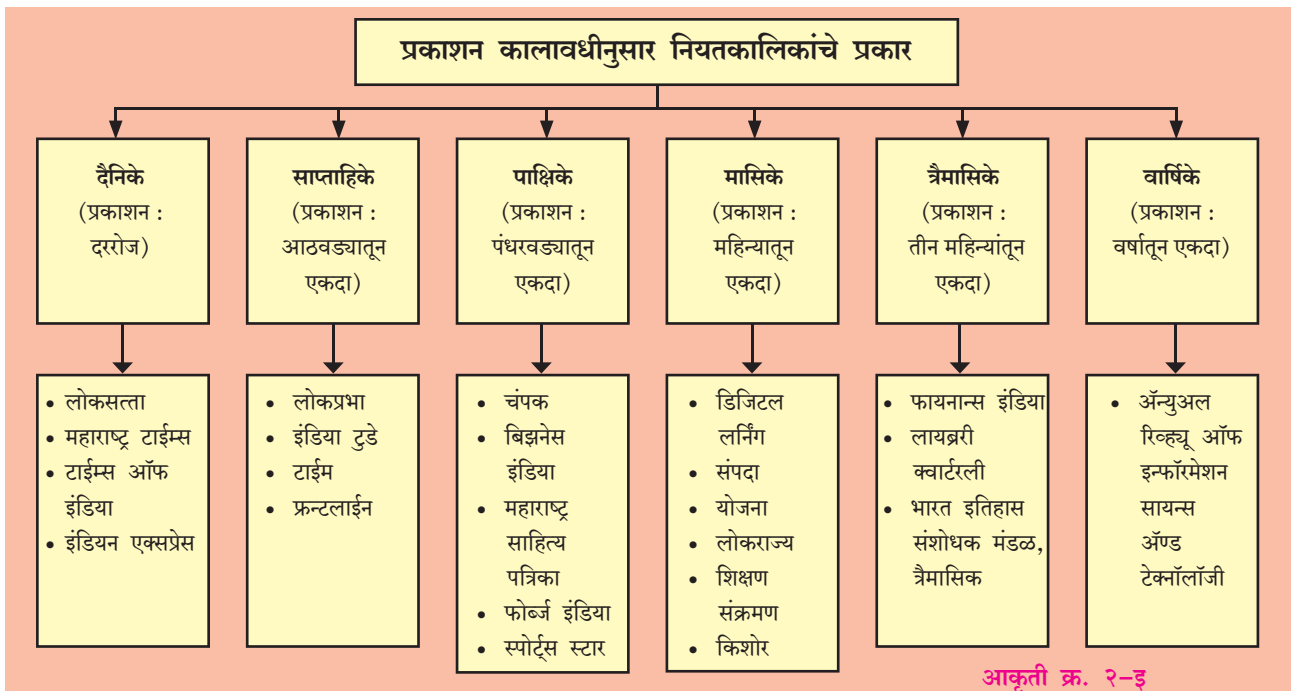 प्रकाशन कालावधीनुसार नियतकालिकांचे प्रकार
दैनिके
(प्रकाशन :
दररोज)
साप्ताहिके
(प्रकाशन :
आठवड्यातून
एकदा)
पाक्षिके
(प्रकाशन :
पंधरवड्यातून
एकदा)
मासिके
(प्रकाशन :
महिन्यातून
एकदा)
त्रैमासिके
(प्रकाशन :
तीन महिन्यांतून
एकदा)
वार्षिके
(प्रकाशन :
वर्षातून एकदा)
• लोकसत्ता
• महाराष्ट्र टाईम्स
• टाईम्स ऑफ
इंडिया
• इंडियन एक्सप्रेस
• लोकप्रभा
• इंडिया टुडे
• टाईम
• फ्रन्टलाईन
• चंपक
• बिझनेस
इंडिया
• महाराष्ट्र
साहित्य
पत्रिका
• फोर्ब्ज इंडिया
• स्पोर्ट्स स्टार
• डिजिटल
लर्निंग
• संपदा
• योजना
• लोकराज्य
• शिक्षण
संक्रमण
• किशोर
• फायनान्स इंडिया
• लायब्ररी
क्वार्टरली
• भारत इतिहास
संशोधक मंडळ,
त्रैमासिक
• ॲन्युअल
रिव्ह्यू ऑफ
इन्फॉरमेशन
सायन्स
ॲण्ड
टेक्नॉलॉजी
आकृती क्र. २-इ